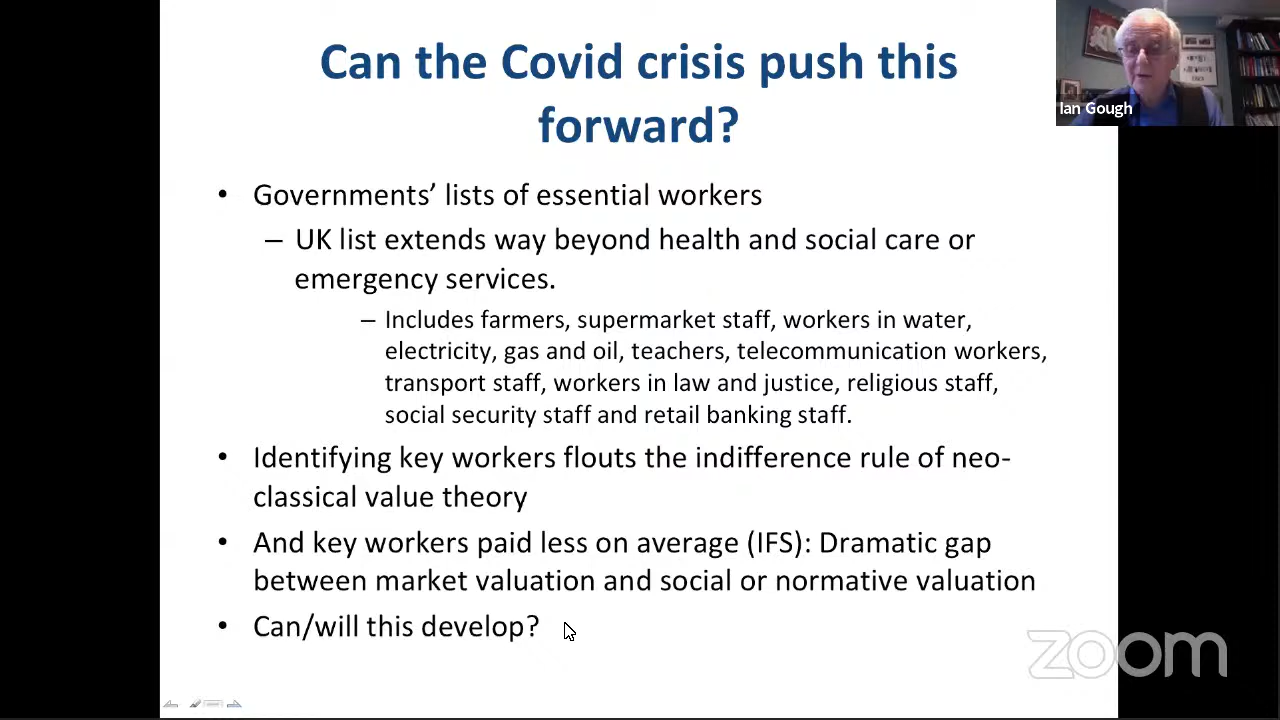 Can the Covid crisis push this
forward?
Ian Gough
• Governments’ lists of essential workers
– UK list extends way beyond health and social care or
emergency services.
– Includes farmers, supermarket staff, workers in water,
electricity, gas and oil, teachers, telecommunication workers,
transport staff, workers in law and justice, religious staff,
social security staff and retail banking staff.
• Identifying key workers flouts the indifference rule of neo-
classical value theory
• And key workers paid less on average (IFS): Dramatic gap
between market valuation and social or normative valuation
• Can/will this develop?
zoom